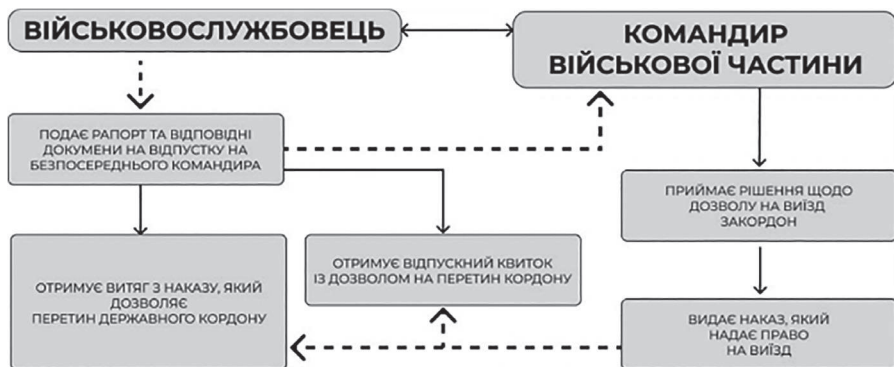 ВІЙСЬКОВОСЛУЖБОВЕЦЬ
КОМАНДИР
ВІЙСЬКОВОЇ ЧАСТИНИ
ПОДАЄ РАПОРТ ТА ВІДПОВІДНІ
ДОКУМЕНИ НА ВІДПУСТКУ НА
БЕЗПОСЕРЕДНЬОГО КОМАНДИРА
ПРИЙМАЄ РІШЕННЯ ЩОДО
ДОЗВОЛУ НА ВИЇЗД
ЗАКОРДОН
ОТРИМУЄ ВИТЯГ З НАКАЗУ, ЯКИЙ
ДОЗВОЛЯЄ
ПЕРЕТИН ДЕРЖАВНОГО КОРДОНУ
ОТРИМУЄ ВІДПУСКНИЙ КВИТОК
ІЗ ДОЗВОЛОМ НА ПЕРЕТИН КОРДОНУ
ВИДАЄ НАКАЗ, ЯКИЙ
НАДАЄ ПРАВО
НА ВИЇЗД